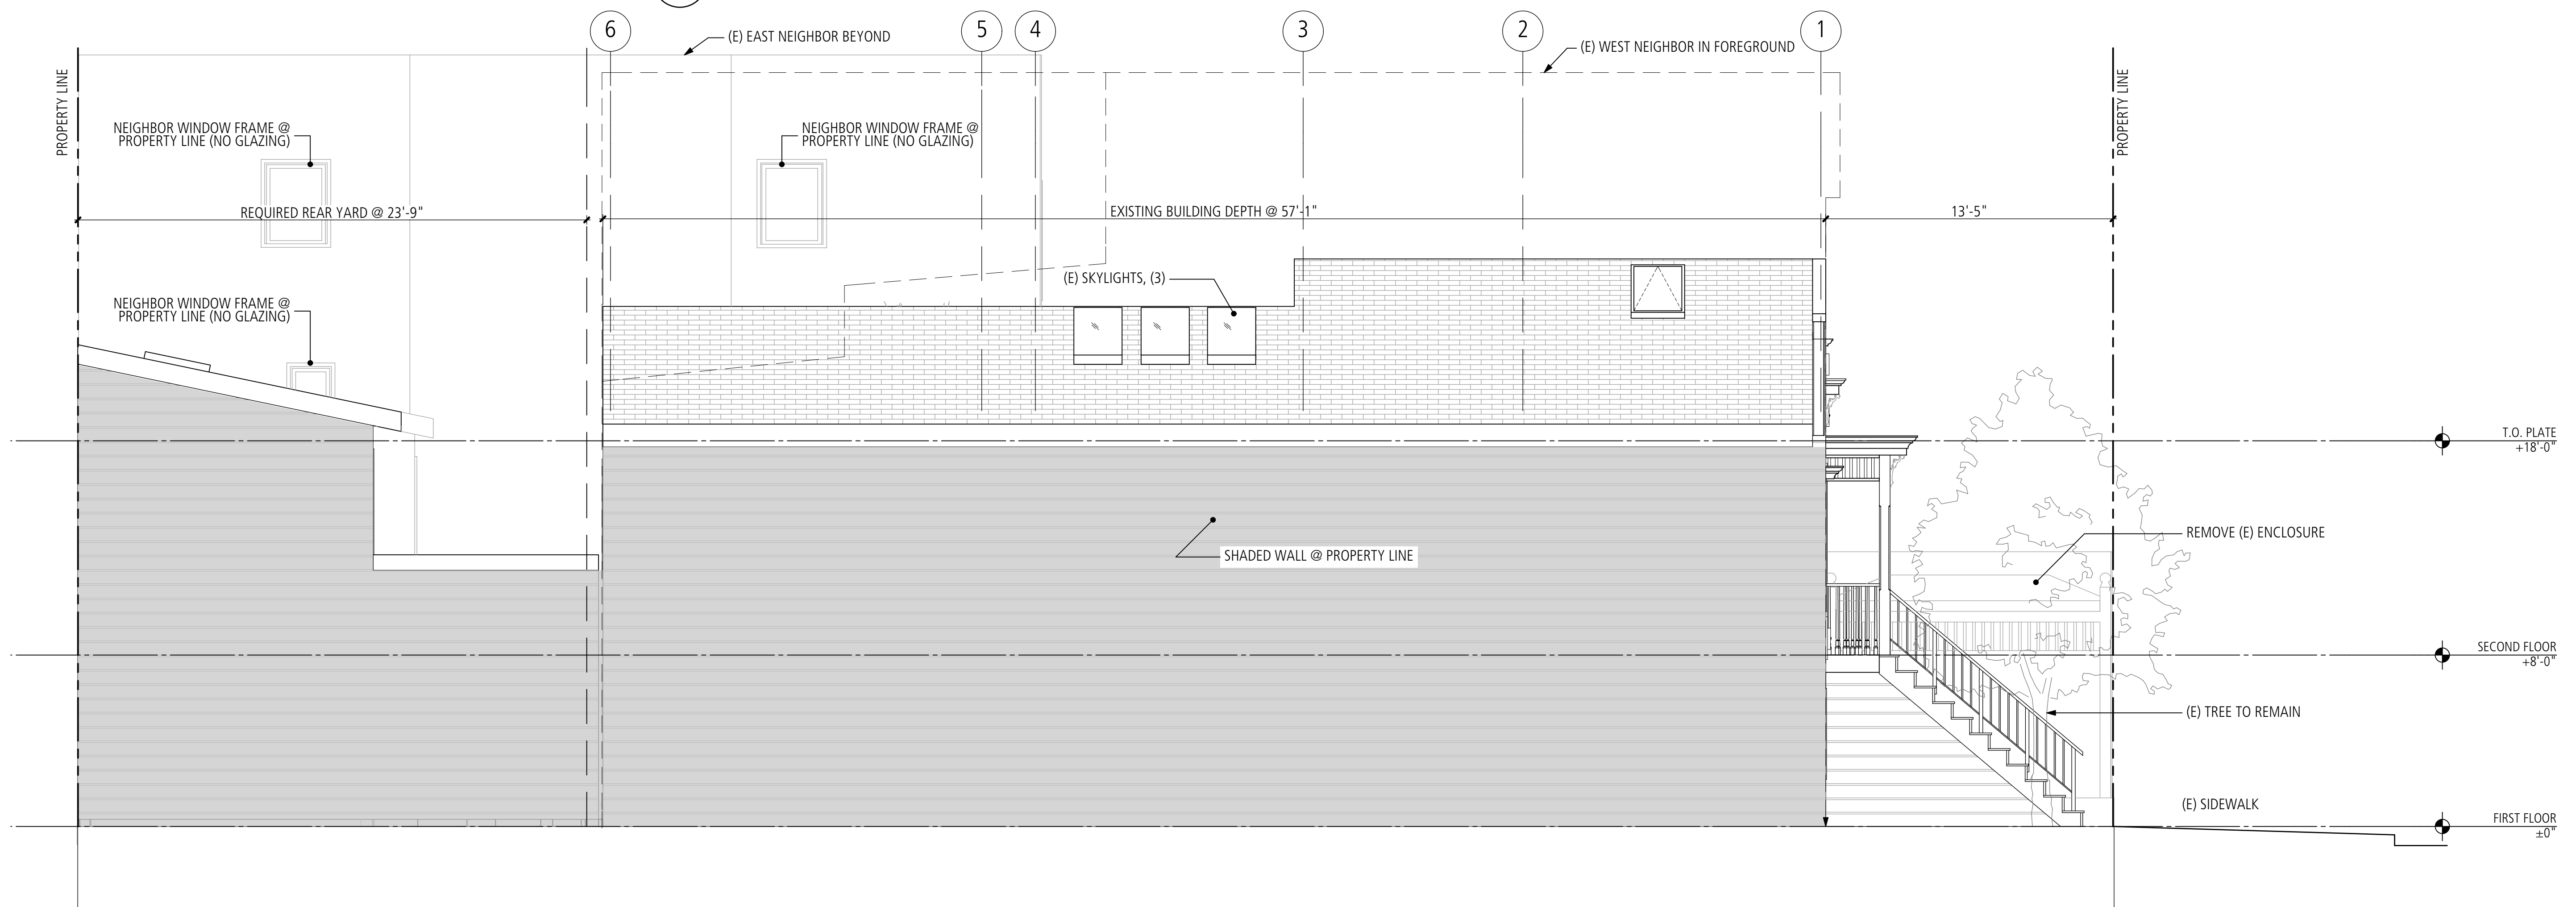 6
5
4
3
2
1
(E) EAST NEIGHBOR BEYOND
(E) WEST NEIGHBOR IN FOREGROUND
PROPERTY LINE
PROPERTY LINE
NEIGHBOR WINDOW FRAME @
PROPERTY LINE (NO GLAZING)
NEIGHBOR WINDOW FRAME @
PROPERTY LINE (NO GLAZING)
REQUIRED REAR YARD @ 23'-9"
EXISTING BUILDING DEPTH @ 57'-1"
13'-5"
(E) SKYLIGHTS, (3)
NEIGHBOR WINDOW FRAME @
PROPERTY LINE (NO GLAZING)
T.O. PLATE
+18'-0"
REMOVE (E) ENCLOSURE
SHADED WALL @ PROPERTY LINE
SECOND FLOOR
+8'-0"
(E) TREE TO REMAIN
(E) SIDEWALK
FIRST FLOOR
±0"